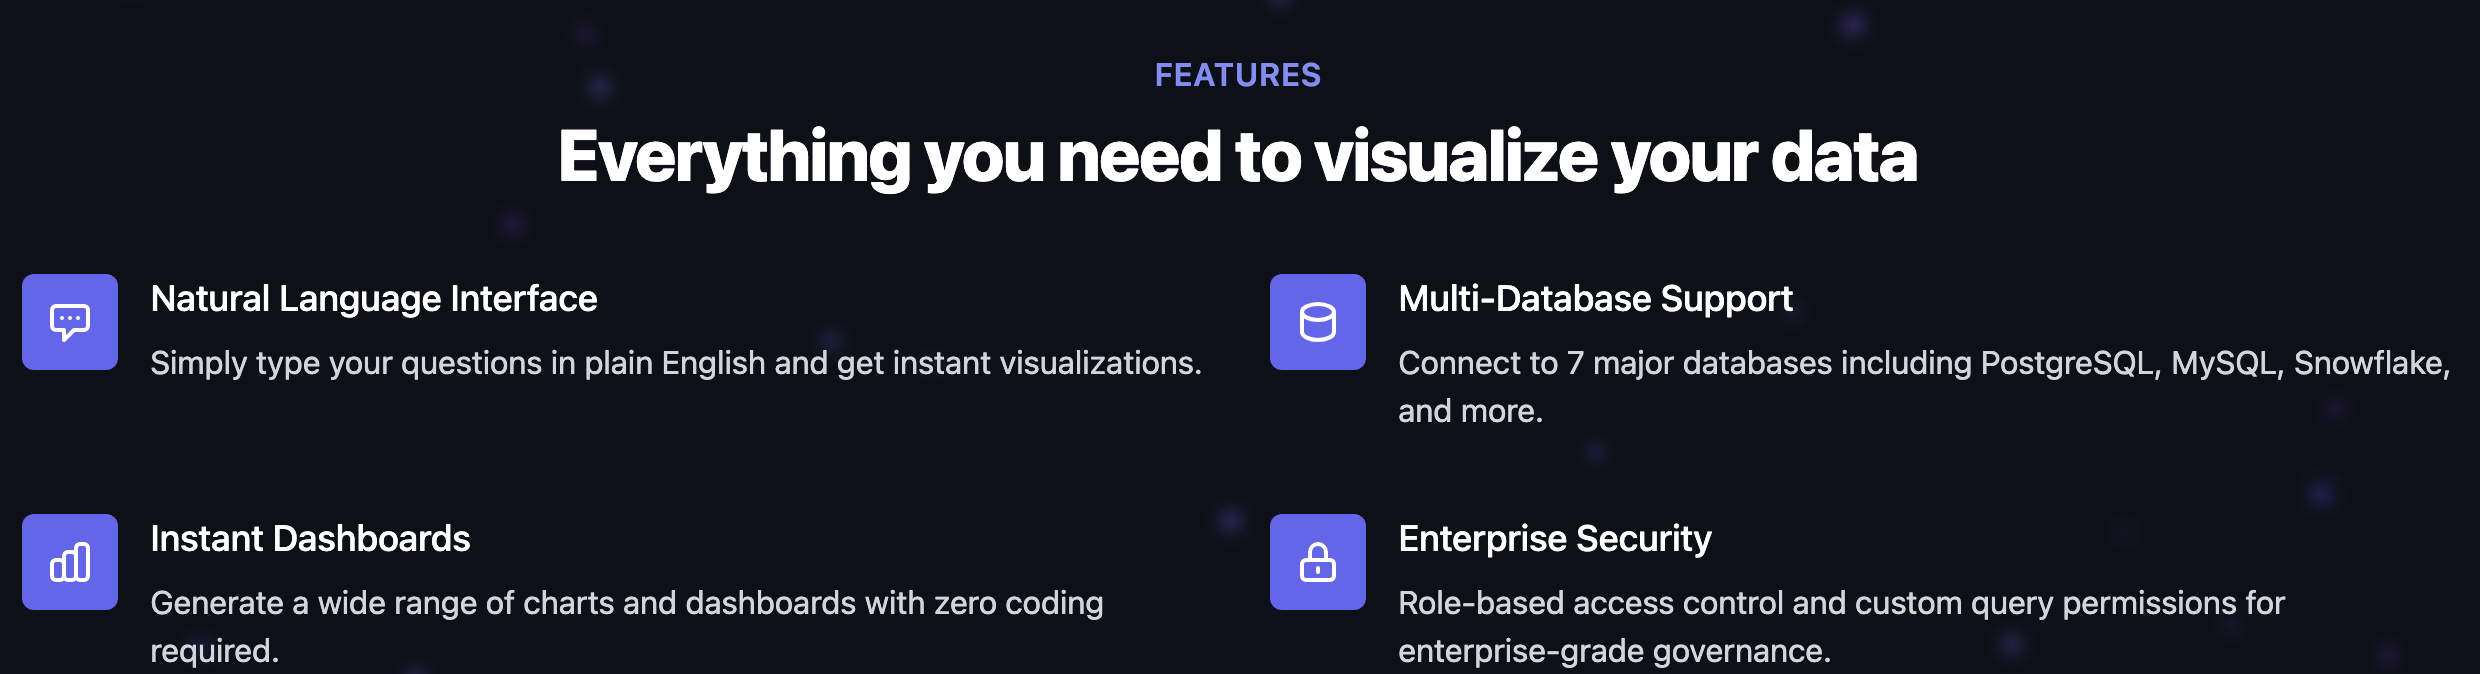 FEATURES
Everything you need to visualize your data
Natural Language Interface
Simply type your questions in plain English and get instant visualizations.
Multi-Database Support
Connect to 7 major databases including PostgreSQL, MySQL, Snowflake,
and more.
Instant Dashboards
Generate a wide range of charts and dashboards with zero coding
required.
Enterprise Security
Role-based access control and custom query permissions for
enterprise-grade governance.